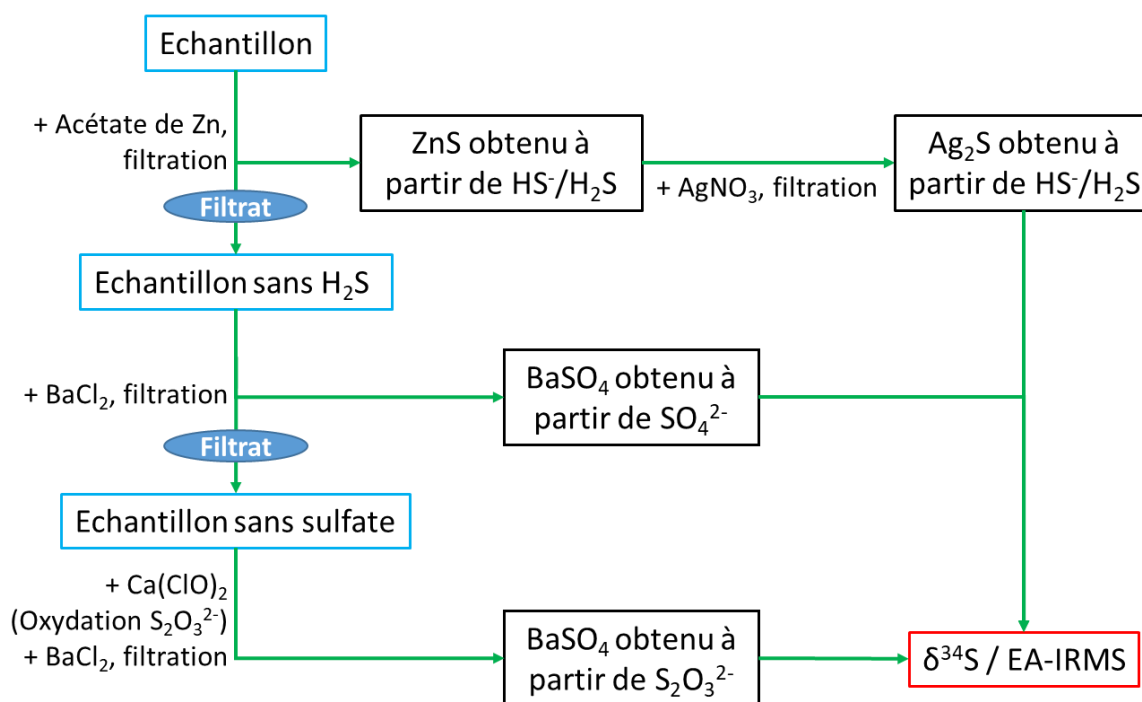 Echantillon
+ Acétate de Zn,
filtration
ZnS obtenu à
partir de HS⁻/H₂S
+ AgNO₃, filtration
Ag₂S obtenu à
partir de HS⁻/H₂S
Filtrat
Echantillon sans H₂S
+ BaCl₂, filtration
BaSO₄ obtenu à
partir de SO₄²⁻
Filtrat
Echantillon sans sulfate
+ Ca(ClO)₂
(Oxydation S₂O₃²⁻)
+ BaCl₂, filtration
BaSO₄ obtenu à
partir de S₂O₃²⁻
δ³⁴S / EA-IRMS